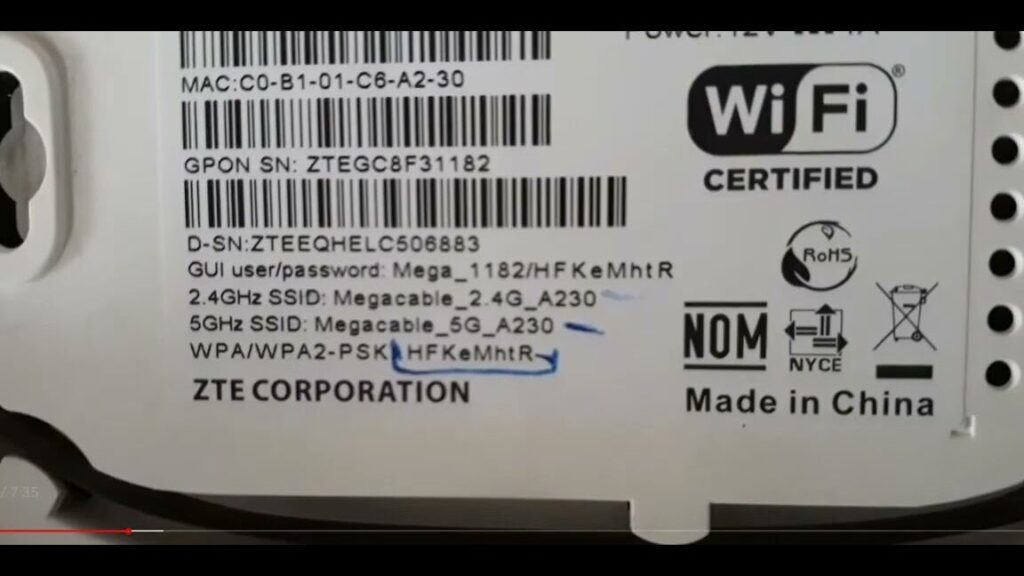 MAC:C0-B1-01-C6-A2-30
GPON SN: ZTEGC8F31182
D-SN:ZTEEQHELC506883
GUI user/password: Mega_1182/HFKeMhtR
2.4GHz SSID: Megacable_2.4G_A230
5GHz SSID: Megacable_5G_A230
WPA/WPA2-PSK HFKeMhtR
ZTE CORPORATION
WiFi®
CERTIFIED
RoHS
NOM
NYCE
Made in China
/ 7:35